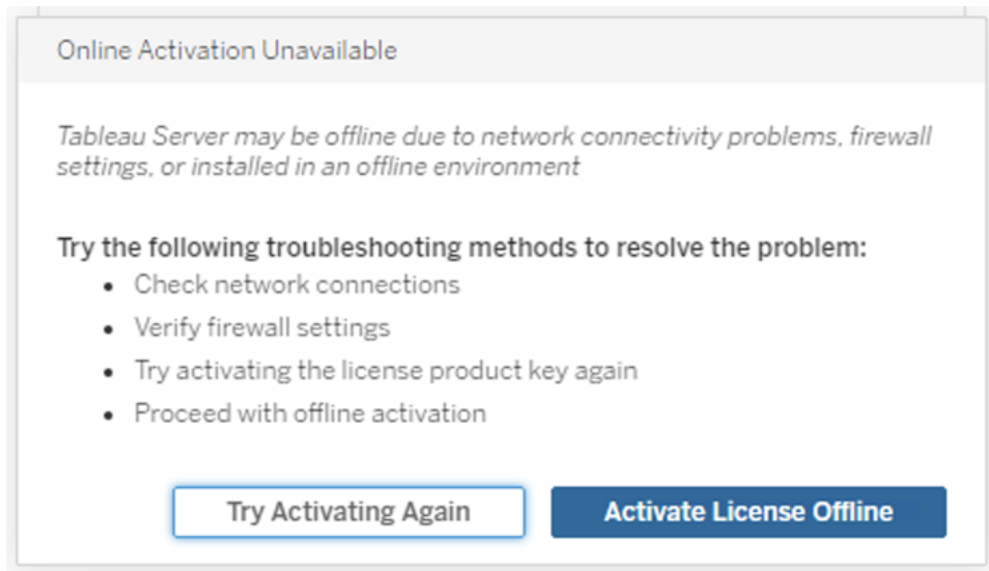 Online Activation Unavailable
Tableau Server may be offline due to network connectivity problems, firewall
settings, or installed in an offline environment
Try the following troubleshooting methods to resolve the problem:
• Check network connections
• Verify firewall settings
• Try activating the license product key again
• Proceed with offline activation
Try Activating Again
Activate License Offline